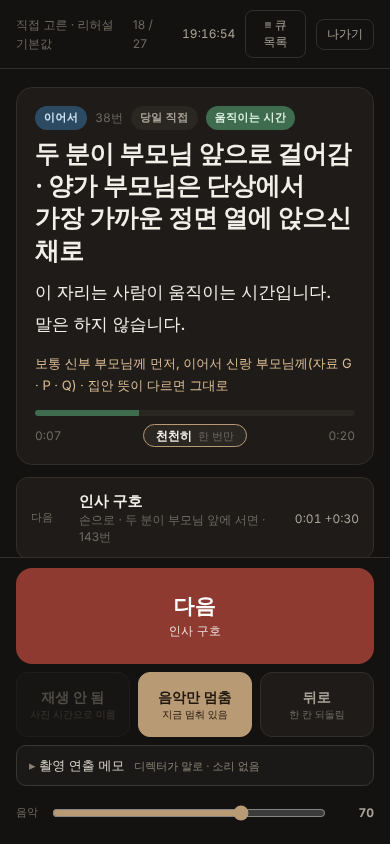 직접 고른 · 리허설
기본값
18 /
27
19:16:54
≡ 큐
목록
나가기
이어서 38번 당일 직접 움직이는 시간
두 분이 부모님 앞으로 걸어감
· 양가 부모님은 단상에서
가장 가까운 정면 열에 앉으신
채로
이 자리는 사람이 움직이는 시간입니다.
말은 하지 않습니다.
보통 신부 부모님께 먼저, 이어서 신랑 부모님께(자료 G
· P · Q) · 집안 뜻이 다르면 그대로
0:07 천천히 한 번만 0:20
다음
인사 구호
손으로 · 두 분이 부모님 앞에 서면 ·
143번
0:01 +0:30
다음
인사 구호
재생 안 됨
사진 시간으로 미룸
음악만 멈춤
지금 멈춰 있음
뒤로
한 칸 되돌림
▸ 촬영 연출 메모 디렉터가 말로 · 소리 없음
음악 70